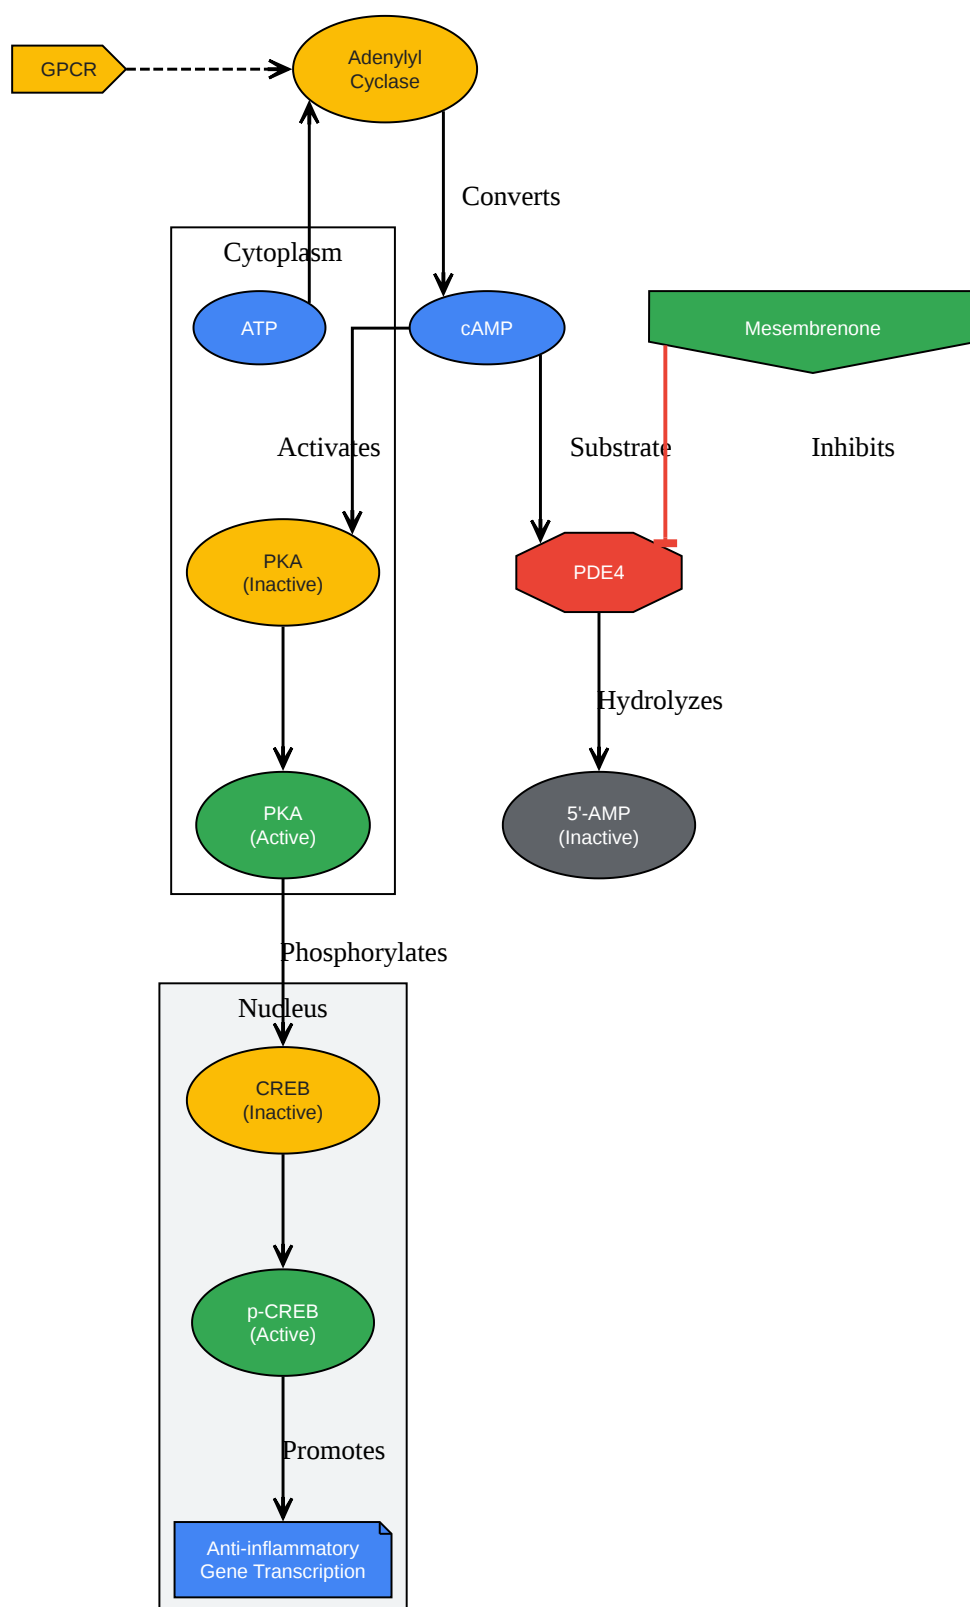 GPCR
Adenylyl
Cyclase
Converts
Cytoplasm
ATP
cAMP
Mesembrenone
Activates
Substrate
Inhibits
PKA
(Inactive)
PDE4
Hydrolyzes
PKA
(Active)
5'-AMP
(Inactive)
Phosphorylates
Nucleus
CREB
(Inactive)
p-CREB
(Active)
Promotes
Anti-inflammatory
Gene Transcription